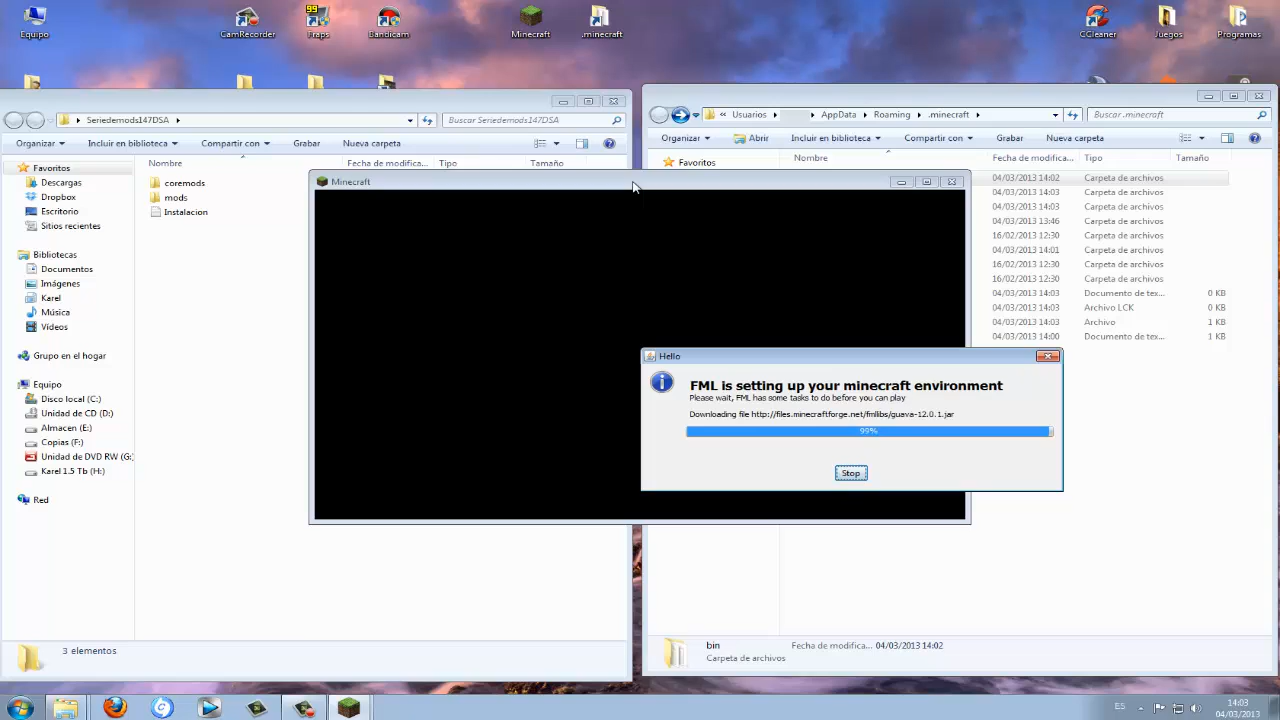 Equipo
CamRecorder
99
Fraps
Bandicam
Minecraft
.minecraft
CCleaner
Juegos
Programas
Seriedemods147DSA
Buscar Seriedemods147DSA
Organizar
Incluir en biblioteca
Compartir con
Grabar
Nueva carpeta
Favoritos
Descargas
Dropbox
Escritorio
Sitios recientes
Bibliotecas
Documentos
Imágenes
Karel
Música
Vídeos
Grupo en el hogar
Equipo
Disco local (C:)
Unidad de CD (D:)
Almacen (E:)
Copias (F:)
Unidad de DVD RW (G:)
Karel 1.5 Tb (H:)
Red
Nombre
Fecha de modifica...
Tipo
Tamaño
coremods
mods
Instalacion
3 elementos
Minecraft
« Usuarios
AppData
Roaming
.minecraft
Buscar .minecraft
Organizar
Abrir
Incluir en biblioteca
Compartir con
Grabar
Nueva carpeta
Favoritos
Nombre
Fecha de modifica...
Tipo
Tamaño
04/03/2013 14:02 Carpeta de archivos
04/03/2013 14:03 Carpeta de archivos
04/03/2013 14:03 Carpeta de archivos
04/03/2013 13:46 Carpeta de archivos
16/02/2013 12:30 Carpeta de archivos
04/03/2013 14:01 Carpeta de archivos
16/02/2013 12:30 Carpeta de archivos
16/02/2013 12:30 Carpeta de archivos
04/03/2013 14:03 Documento de tex... 0 KB
04/03/2013 14:03 Archivo LCK 0 KB
04/03/2013 14:03 Archivo 1 KB
04/03/2013 14:00 Documento de tex... 1 KB
Hello
FML is setting up your minecraft environment
Please wait, FML has some tasks to do before you can play
Downloading file http://files.minecraftforge.net/fmllibs/guava-12.0.1.jar
99%
Stop
bin Fecha de modifica... 04/03/2013 14:02
Carpeta de archivos
ES
14:03
04/03/2013